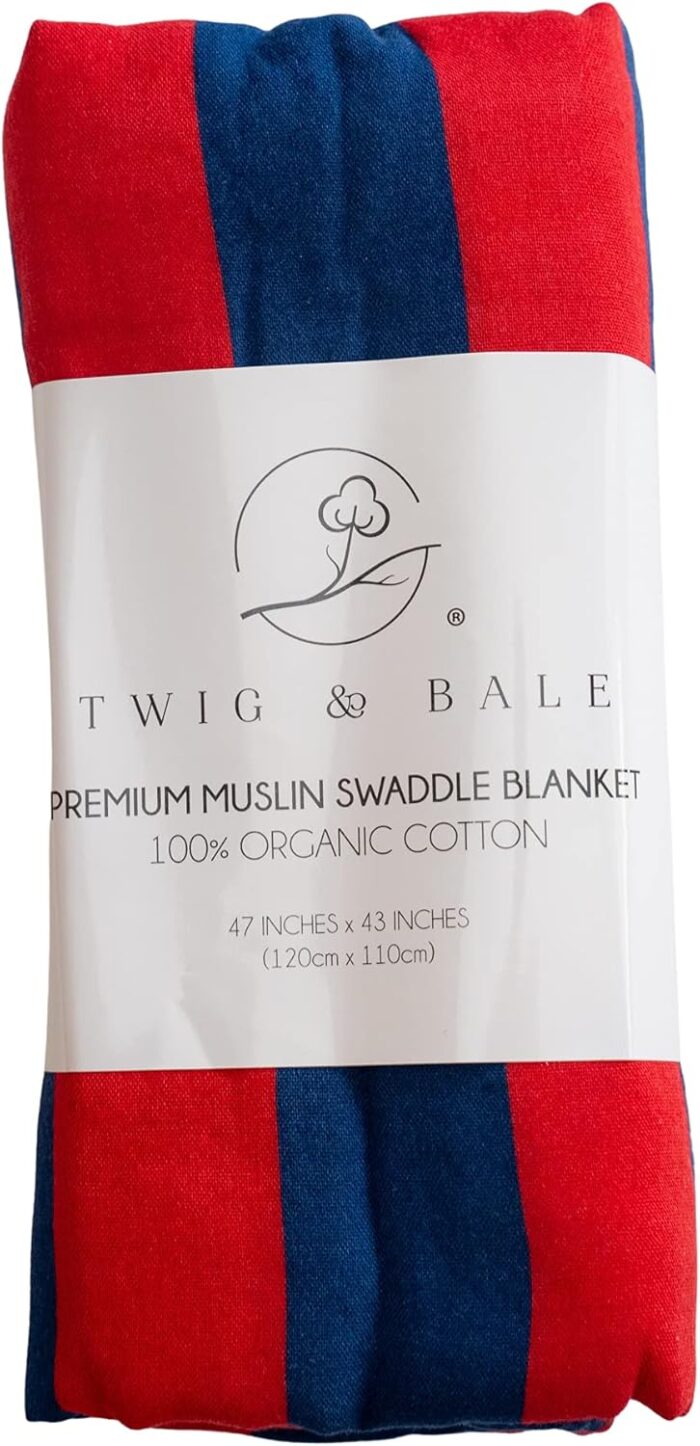 ®
TWIG & BALE
PREMIUM MUSLIN SWADDLE BLANKET
100% ORGANIC COTTON
47 INCHES x 43 INCHES
(120cm x 110cm)